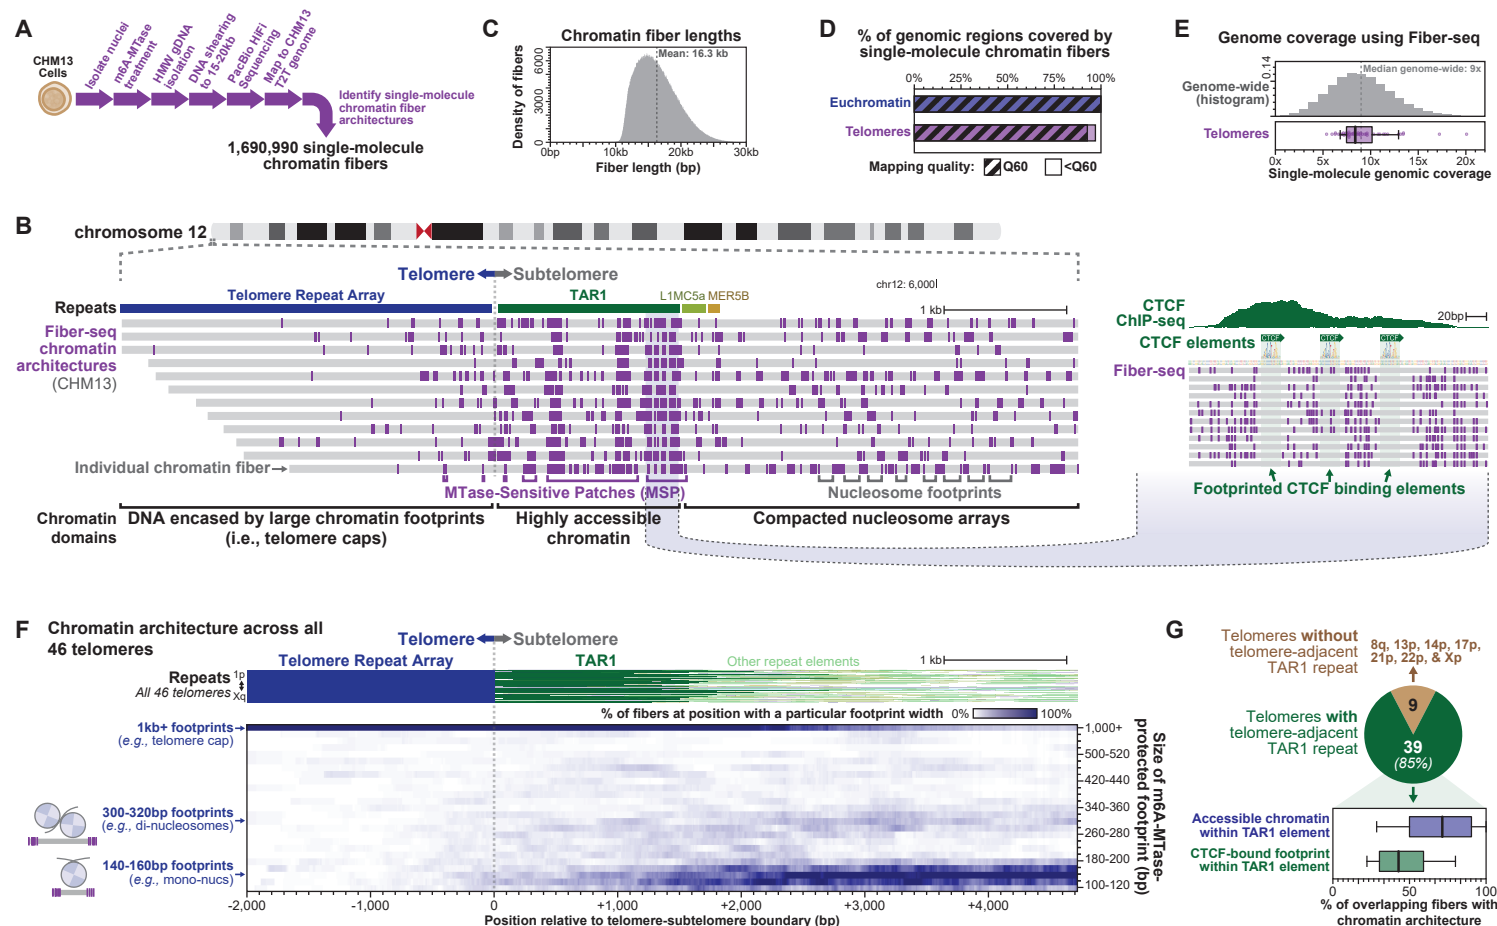 A
CHM13
Cells
Isolate nuclei
m6A-MTase
treatment
HMW gDNA
isolation
DNA shearing
to 15-20kb
PacBio HiFi
Sequencing
Map to CHM13
T2T genome
Identify single-molecule
chromatin fiber
architectures
1,690,990 single-molecule
chromatin fibers
C
Chromatin fiber lengths
Mean: 16.3 kb
Density of fibers
6000
3000
0
0bp
10kb
20kb
30kb
Fiber length (bp)
D
% of genomic regions covered by
single-molecule chromatin fibers
0%
25%
50%
75%
100%
Euchromatin
Telomeres
Mapping quality:
Q60
<Q60
E
Genome coverage using Fiber-seq
0.14
Median genome-wide: 9x
Genome-wide
(histogram)
Telomeres
0x
5x
10x
15x
20x
Single-molecule genomic coverage
B
chromosome 12
Telomere
Subtelomere
chr12: 6,000
Repeats
Telomere Repeat Array
TAR1
L1MC5a
MER5B
1 kb
Fiber-seq
chromatin
architectures
(CHM13)
Individual chromatin fiber
MTase-Sensitive Patches (MSP)
Nucleosome footprints
Chromatin
domains
DNA encased by large chromatin footprints
(i.e., telomere caps)
Highly accessible
chromatin
Compacted nucleosome arrays
CTCF
ChIP-seq
20bp
CTCF elements
CTCF
CTCF
CTCF
Fiber-seq
Footprinted CTCF binding elements
F
Chromatin architecture across all
46 telomeres
Telomere
Subtelomere
Telomere Repeat Array
TAR1
Other repeat elements
1 kb
Repeats
All 46 telomeres
1p
Xq
% of fibers at position with a particular footprint width
0%
100%
1kb+ footprints
(e.g., telomere cap)
300-320bp footprints
(e.g., di-nucleosomes)
140-160bp footprints
(e.g., mono-nucs)
1,000+
500-520
420-440
340-360
260-280
180-200
100-120
Size of m6A-MTase-
protected footprint (bp)
-2,000
-1,000
0
+1,000
+2,000
+3,000
+4,000
Position relative to telomere-subtelomere boundary (bp)
G
Telomeres without
telomere-adjacent
TAR1 repeat
8q, 13p, 14p, 17p,
21p, 22p, & Xp
9
Telomeres with
telomere-adjacent
TAR1 repeat
39
(85%)
Accessible chromatin
within TAR1 element
CTCF-bound footprint
within TAR1 element
0
50
100
% of overlapping fibers with
chromatin architecture